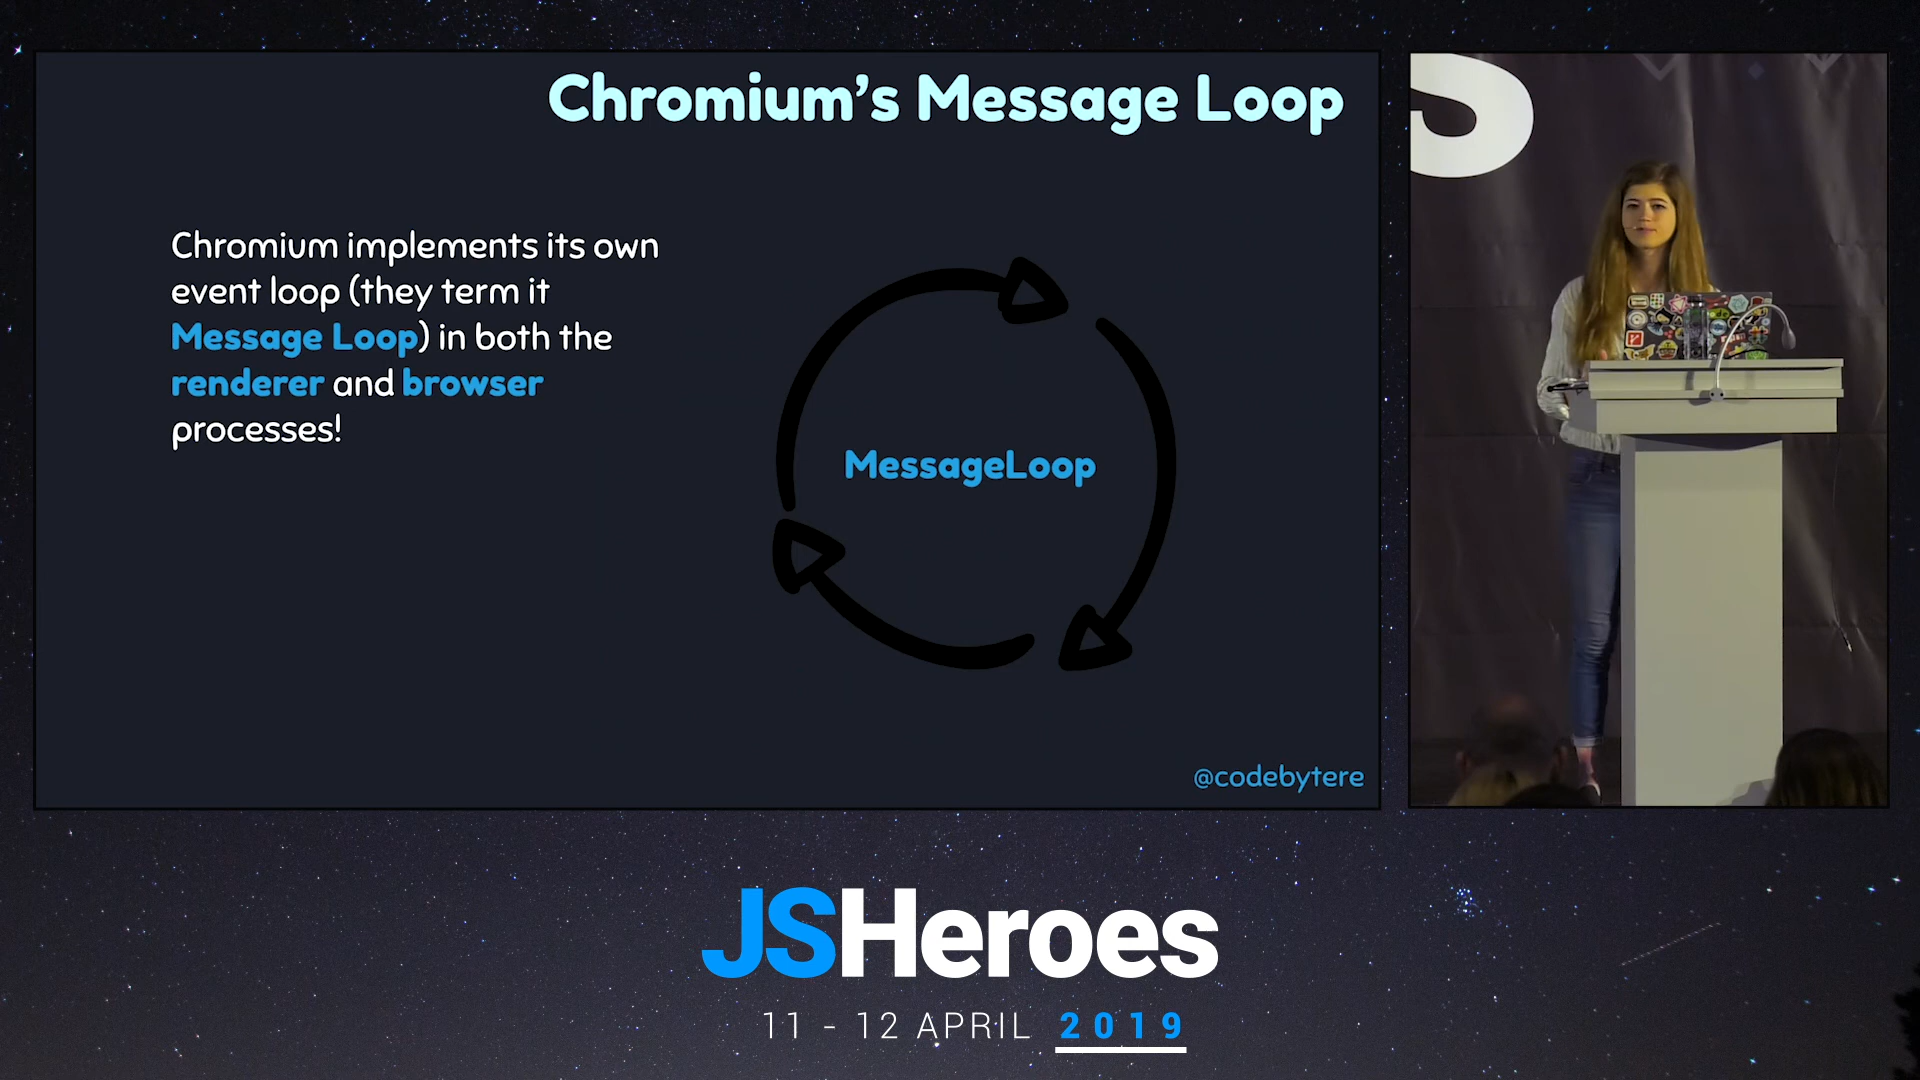 Chromium’s Message Loop
Chromium implements its own
event loop (they term it
Message Loop) in both the
renderer and browser
processes!
MessageLoop
@codebytere
S
JSHeroes
11 - 12 APRIL 2019